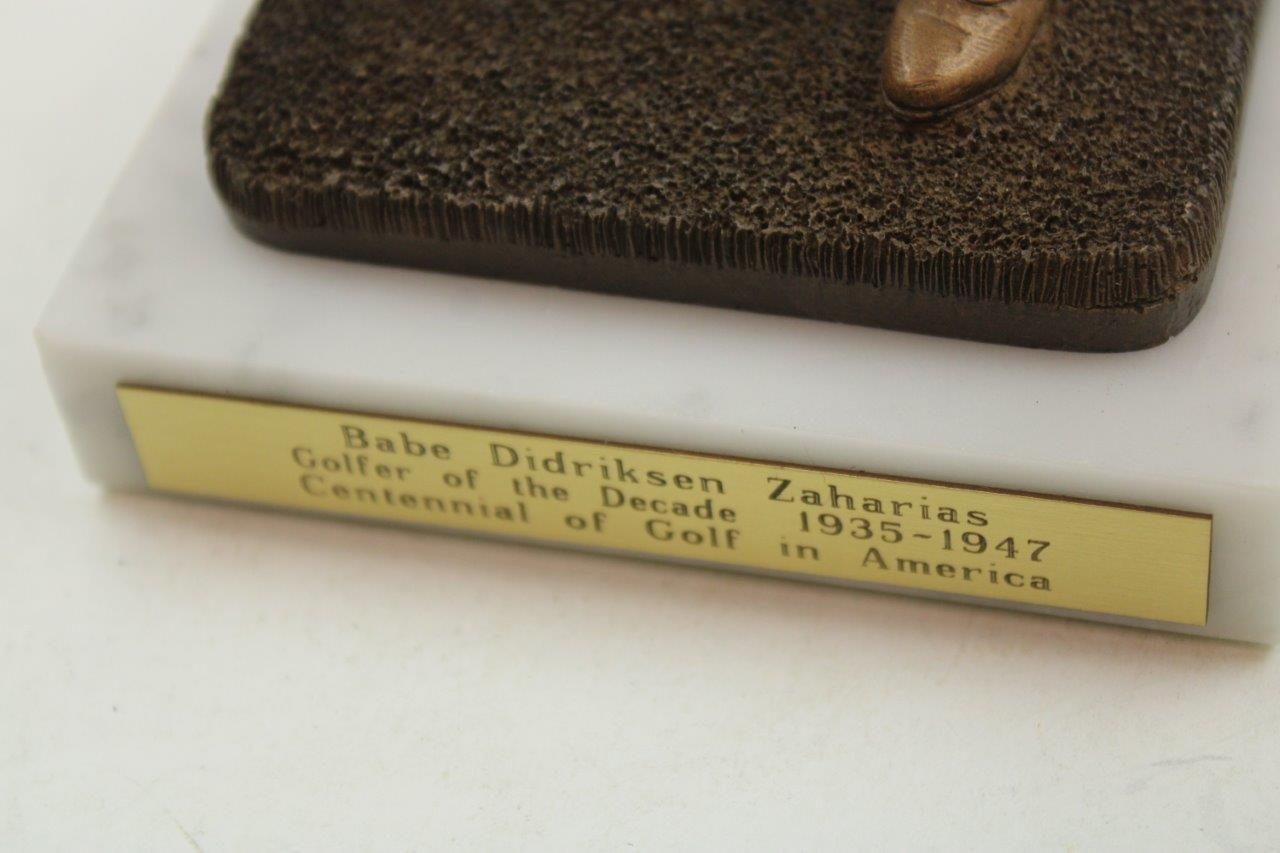 Babe Didriksen Zaharias
Golfer of the Decade 1935-1947
Centennial of Golf in America